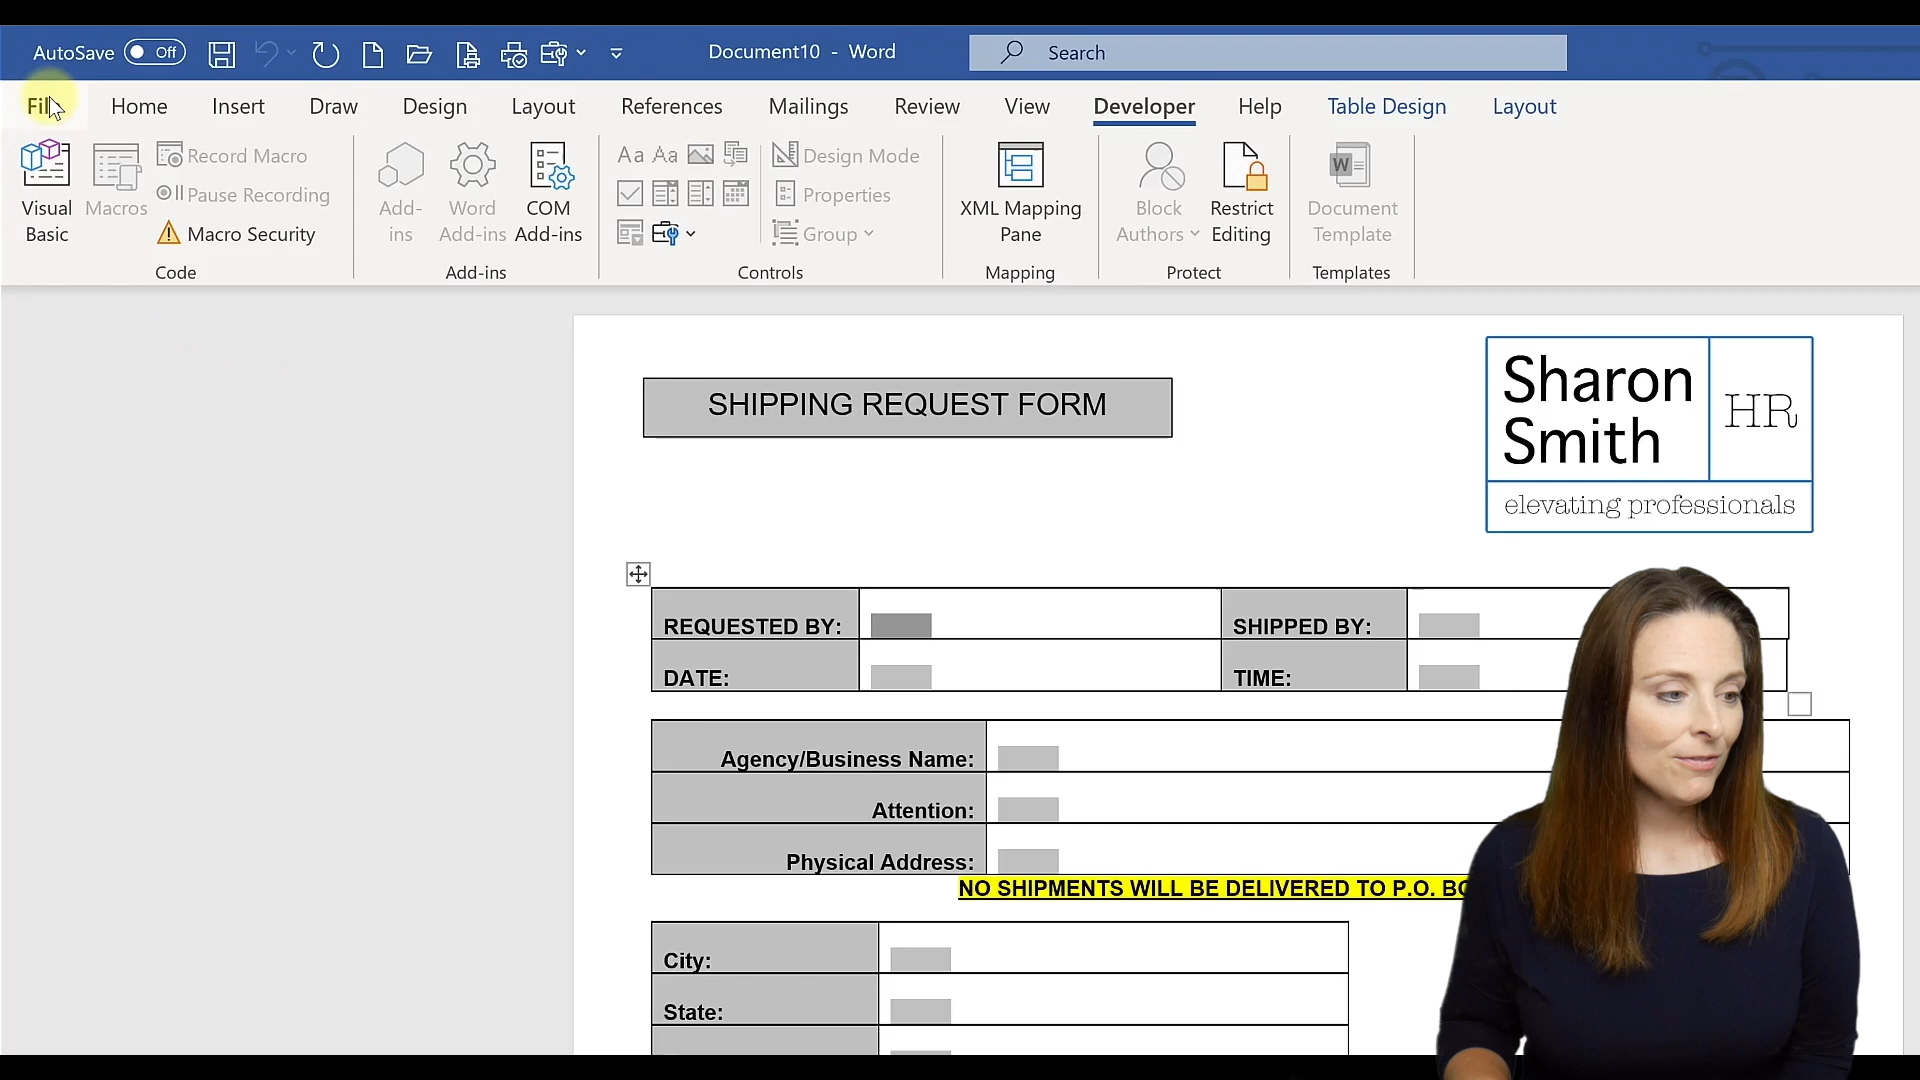 AutoSave Off Document10 - Word Search
File Home Insert Draw Design Layout References Mailings Review View Developer Help Table Design Layout
Visual Basic
Macros
Record Macro
Pause Recording
Macro Security
Code
Add-ins
Word Add-ins
COM Add-ins
Add-ins
Aa Aa
Design Mode
Properties
Group
Controls
XML Mapping Pane
Mapping
Block Authors
Restrict Editing
Protect
W
Document Template
Templates
SHIPPING REQUEST FORM
Sharon
Smith
HR
elevating professionals
REQUESTED BY: SHIPPED BY:
DATE: TIME:
Agency/Business Name:
Attention:
Physical Address:
NO SHIPMENTS WILL BE DELIVERED TO P.O.
City:
State: